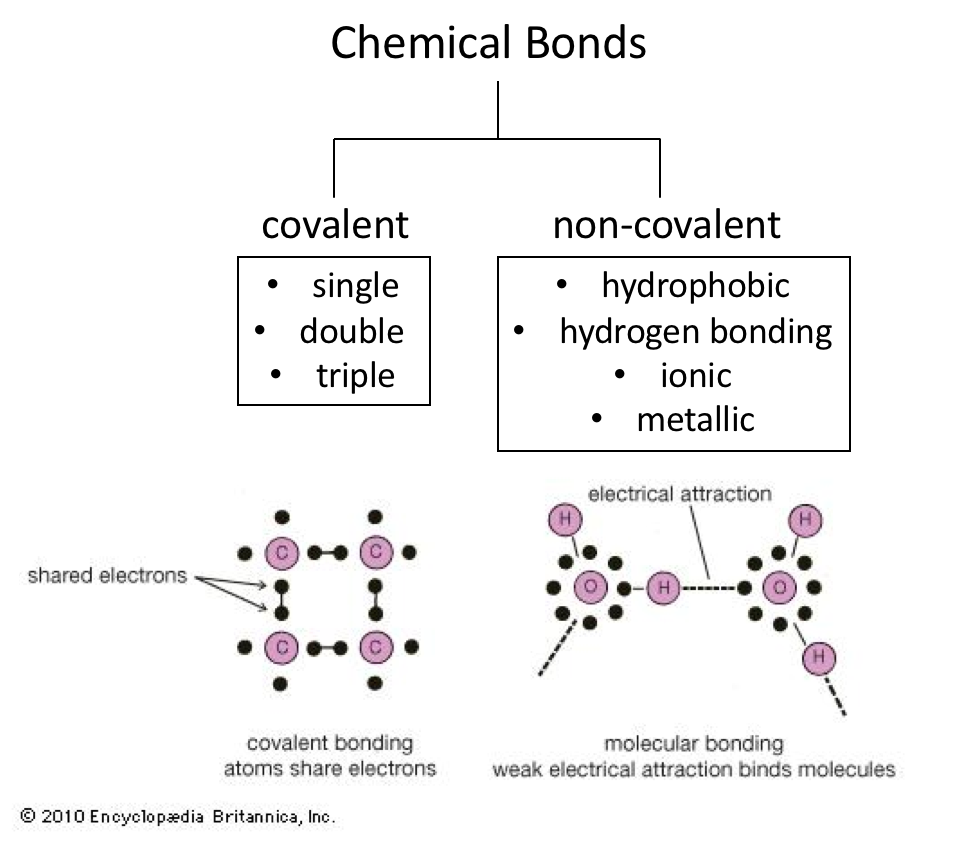 Chemical Bonds
covalent
• single
• double
• triple
non-covalent
• hydrophobic
• hydrogen bonding
• ionic
• metallic
shared electrons
C
C
C
C
covalent bonding
atoms share electrons
electrical attraction
H
H
O
H
O
H
molecular bonding
weak electrical attraction binds molecules
© 2010 Encyclopædia Britannica, Inc.